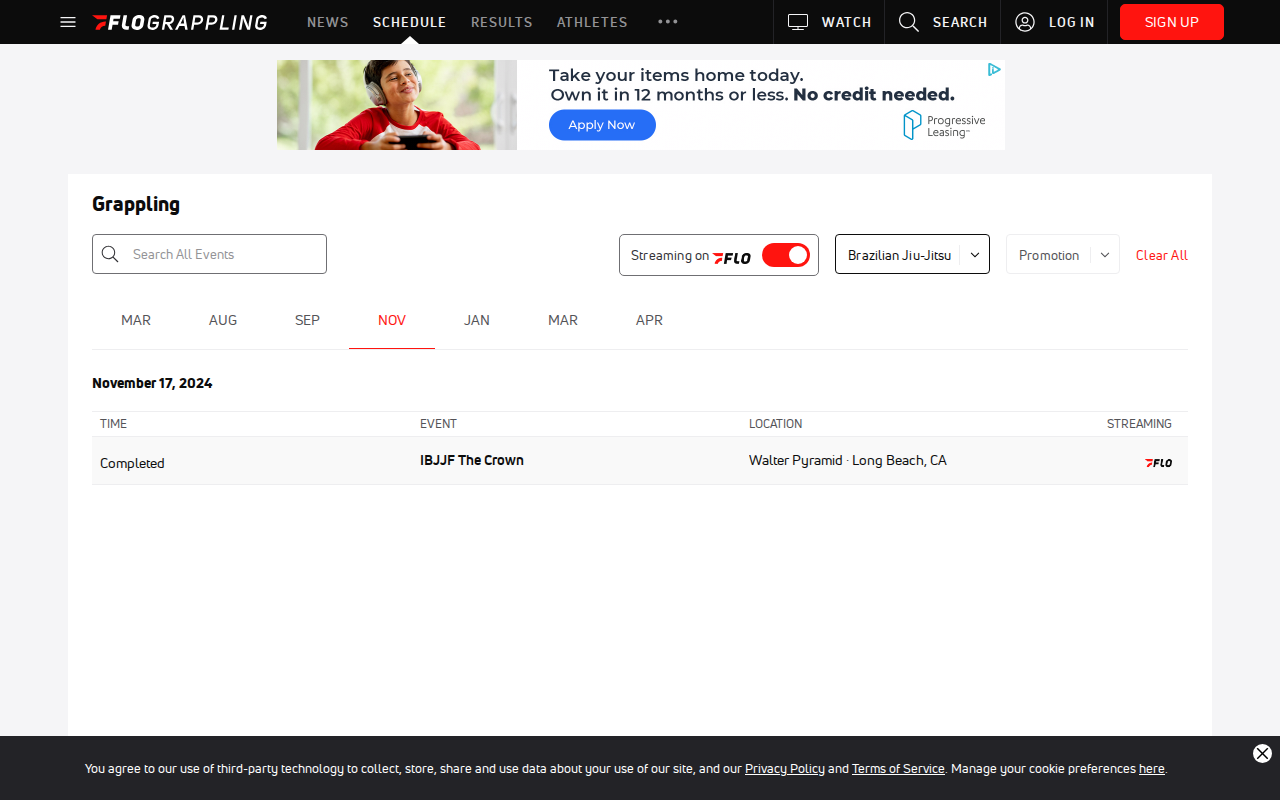 FLOGRAPPLING NEWS SCHEDULE RESULTS ATHLETES WATCH SEARCH LOG IN SIGN UP
Take your items home today.
Own it in 12 months or less. No credit needed.
Apply Now
Progressive
Leasing
Grappling
Search All Events
Streaming on FLO
Brazilian Jiu-Jitsu
Promotion
Clear All
MAR AUG SEP NOV JAN MAR APR
November 17, 2024
TIME EVENT LOCATION STREAMING
Completed IBJJF The Crown Walter Pyramid · Long Beach, CA FLO
You agree to our use of third-party technology to collect, store, share and use data about your use of our site, and our Privacy Policy and Terms of Service. Manage your cookie preferences here.